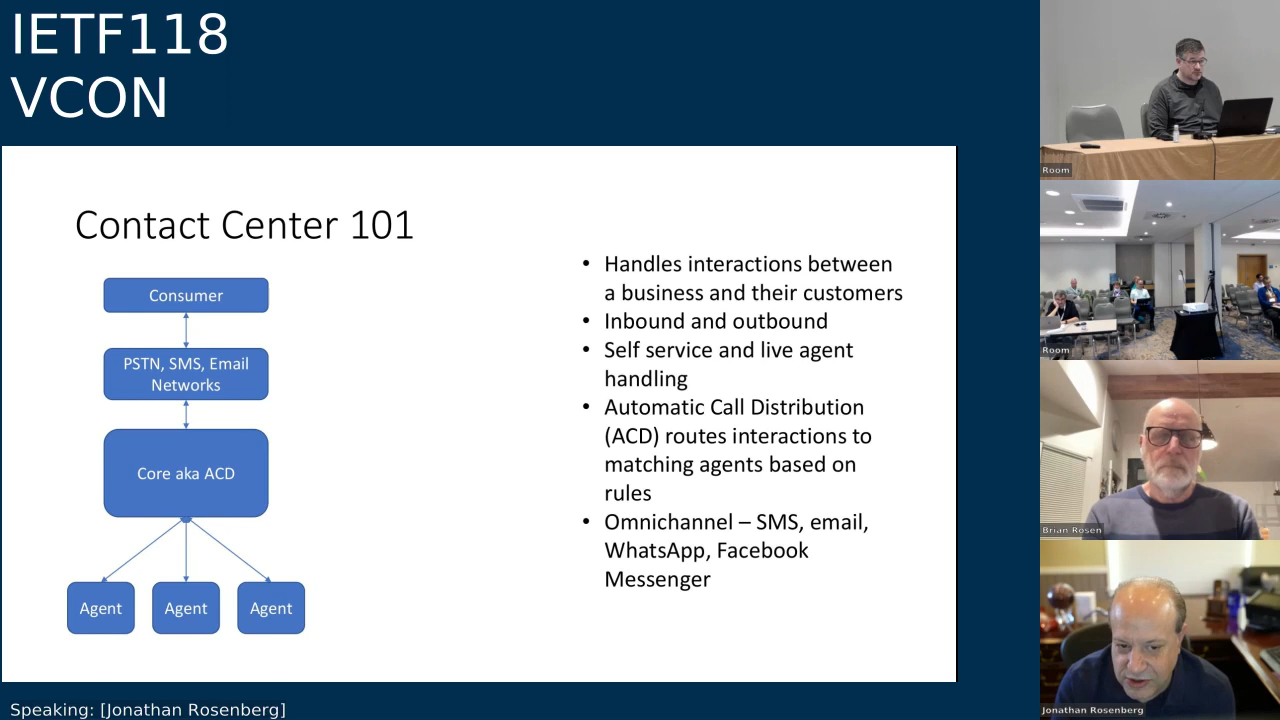 IETF118
VCON
Contact Center 101
Consumer
PSTN, SMS, Email
Networks
Core aka ACD
Agent Agent Agent
• Handles interactions between
a business and their customers
• Inbound and outbound
• Self service and live agent
handling
• Automatic Call Distribution
(ACD) routes interactions to
matching agents based on
rules
• Omnichannel – SMS, email,
WhatsApp, Facebook
Messenger
Room
Room
Brian Rosen
Jonathan Rosenberg
Speaking: [Jonathan Rosenberg]